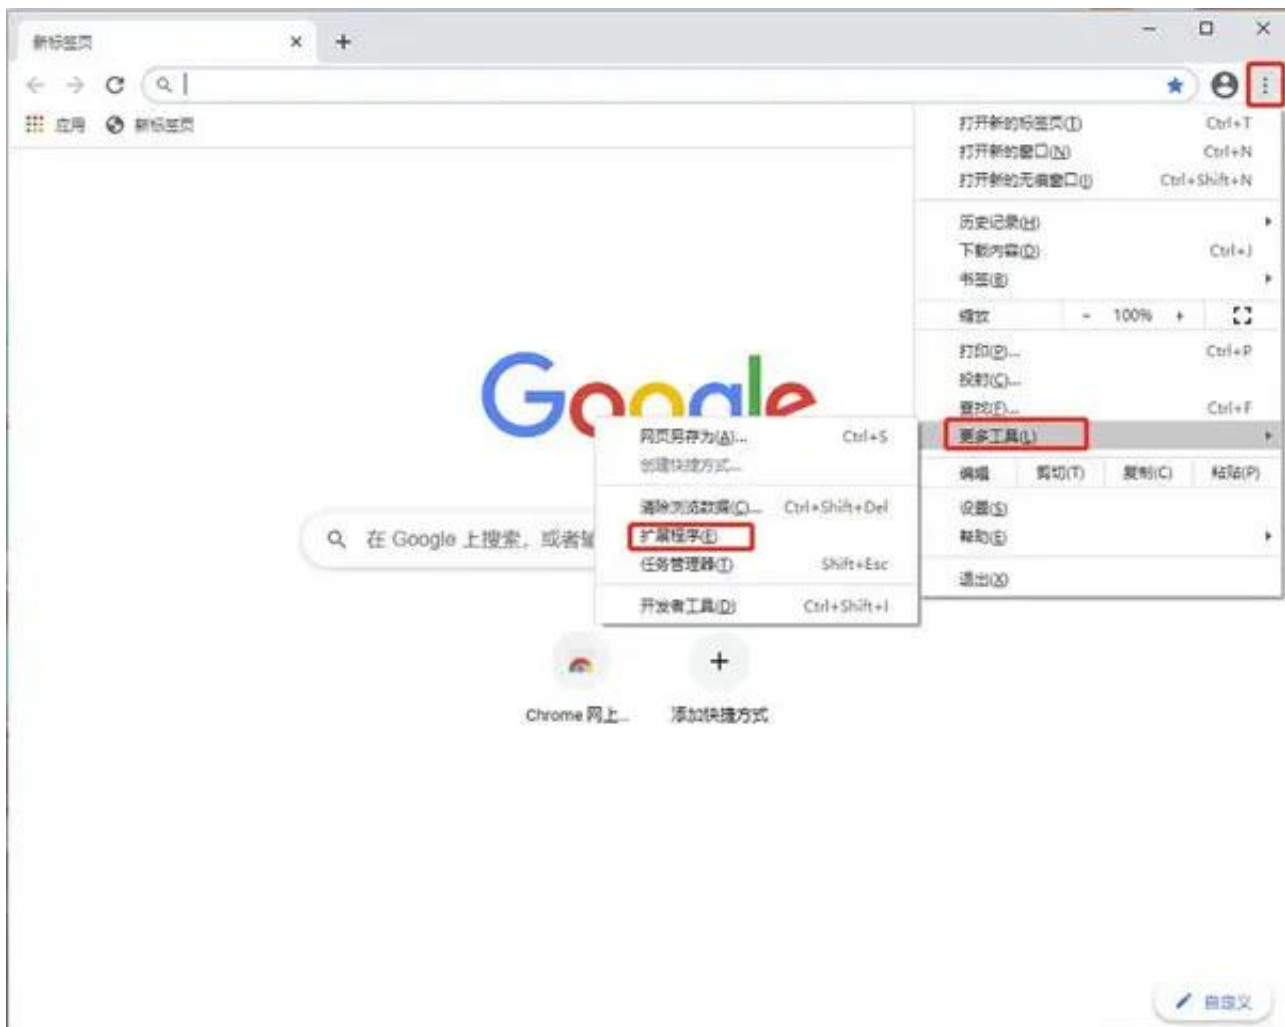 新标签页
应用 新标签页
打开新的标签页(T) Ctrl+T
打开新的窗口(N) Ctrl+N
打开新的无痕窗口(I) Ctrl+Shift+N
历史记录(H)
下载内容(D) Ctrl+J
书签(B)
缩放 - 100% +
打印(P)... Ctrl+P
投射(C)...
查找(F)... Ctrl+F
更多工具(L)
编辑 剪切(T) 复制(C) 粘贴(P)
设置(S)
帮助(E)
退出(X)
Google
网页另存为(A)... Ctrl+S
创建快捷方式...
清除浏览数据(C)... Ctrl+Shift+Del
扩展程序(E)
任务管理器(T) Shift+Esc
开发者工具(D) Ctrl+Shift+I
在 Google 上搜索，或者输
Chrome 网上... 添加快捷方式
自定义